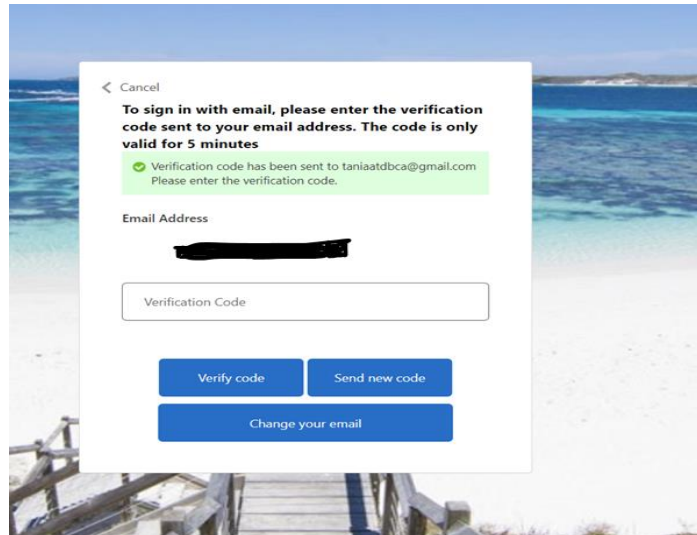 Cancel
To sign in with email, please enter the verification
code sent to your email address. The code is only
valid for 5 minutes
Verification code has been sent to taniaatdbca@gmail.com
Please enter the verification code.
Email Address
Verification Code
Verify code
Send new code
Change your email